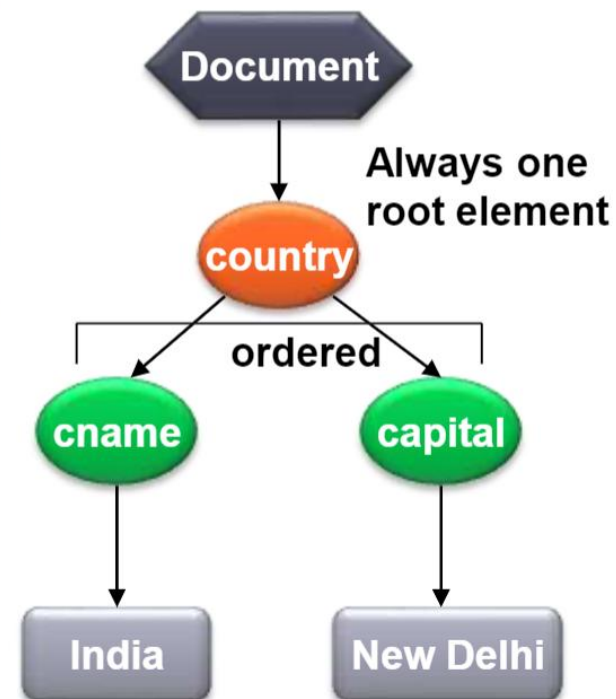 Document
Always one
root element
country
ordered
cname
capital
India
New Delhi